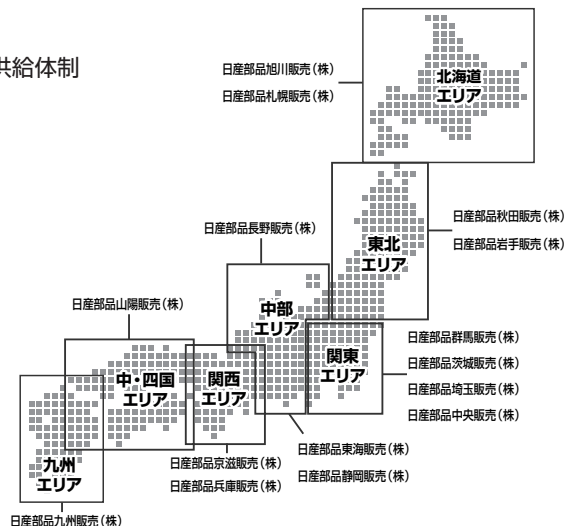 供給体制
日産部品旭川販売（株）
日産部品札幌販売（株）
北海道
エリア
日産部品秋田販売（株）
日産部品岩手販売（株）
東北
エリア
日産部品長野販売（株）
中部
エリア
日産部品山陽販売（株）
日産部品群馬販売（株）
日産部品茨城販売（株）
日産部品埼玉販売（株）
日産部品中央販売（株）
関東
エリア
中・四国
エリア
関西
エリア
日産部品東海販売（株）
日産部品静岡販売（株）
日産部品京滋販売（株）
日産部品兵庫販売（株）
九州
エリア
日産部品九州販売（株）